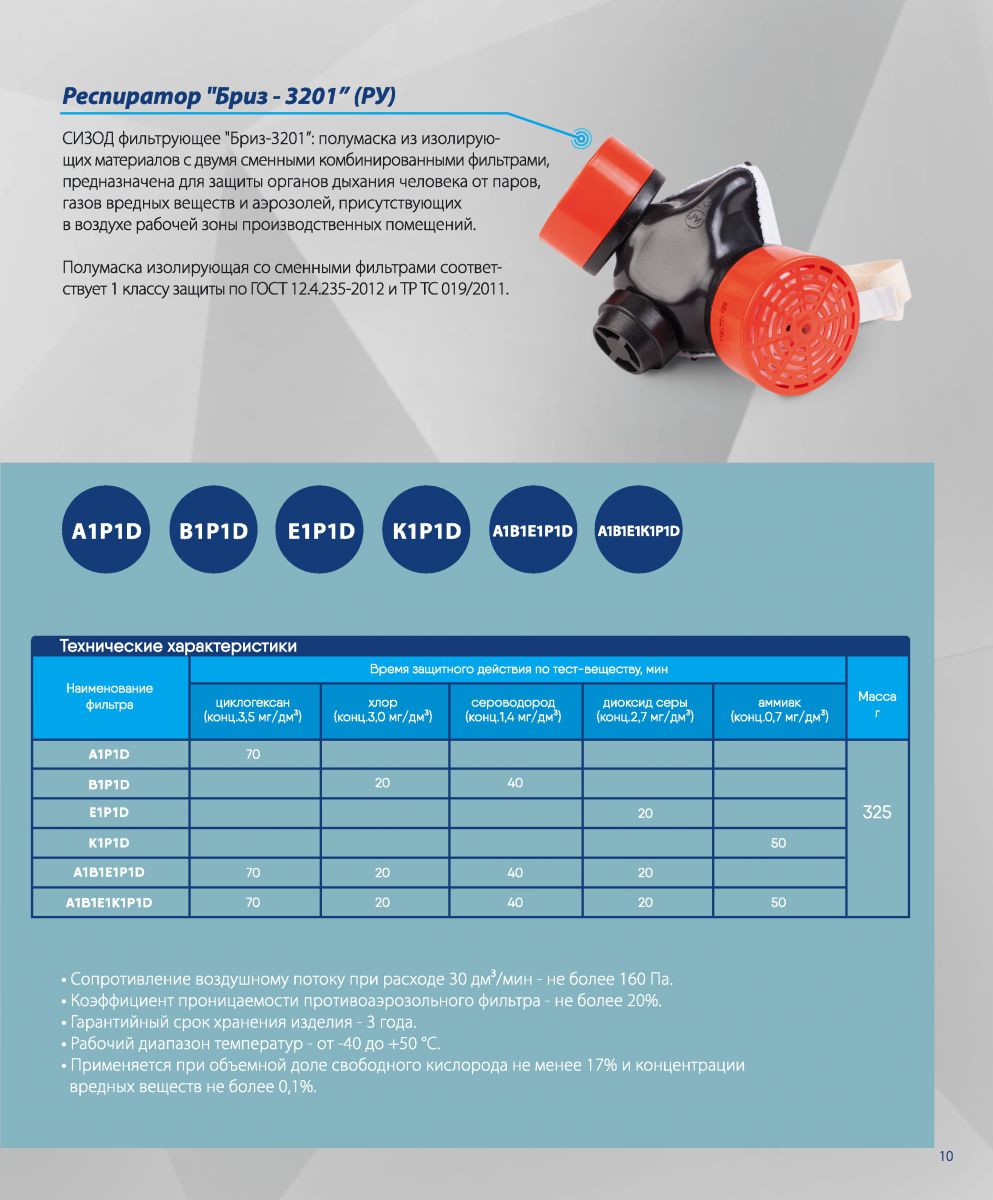 Респиратор "Бриз - 3201” (РУ)
СИЗОД фильтрующее "Бриз-3201”: полумаска из изолирую-
щих материалов с двумя сменными комбинированными фильтрами,
предназначена для защиты органов дыхания человека от паров,
газов вредных веществ и аэрозолей, присутствующих
в воздухе рабочей зоны производственных помещений.
Полумаска изолирующая со сменными фильтрами соответ-
ствует 1 классу защиты по ГОСТ 12.4.235-2012 и ТР ТС 019/2011.
A1P1D B1P1D E1P1D K1P1D A1B1E1P1D A1B1E1K1P1D
Технические характеристики
Наименование
фильтра
Время защитного действия по тест-веществу, мин
Масса
г
циклогексан
(конц.3,5 мг/дм³)
хлор
(конц.3,0 мг/дм³)
сероводород
(конц.1,4 мг/дм³)
диоксид серы
(конц.2,7 мг/дм³)
аммиак
(конц.0,7 мг/дм³)
A1P1D 70
B1P1D 20 40
E1P1D 20
325
K1P1D 50
A1B1E1P1D 70 20 40 20
A1B1E1K1P1D 70 20 40 20 50
• Сопротивление воздушному потоку при расходе 30 дм³/мин - не более 160 Па.
• Коэффициент проницаемости противоаэрозольного фильтра - не более 20%.
• Гарантийный срок хранения изделия - 3 года.
• Рабочий диапазон температур - от -40 до +50 °С.
• Применяется при объемной доле свободного кислорода не менее 17% и концентрации
вредных веществ не более 0,1%.
10